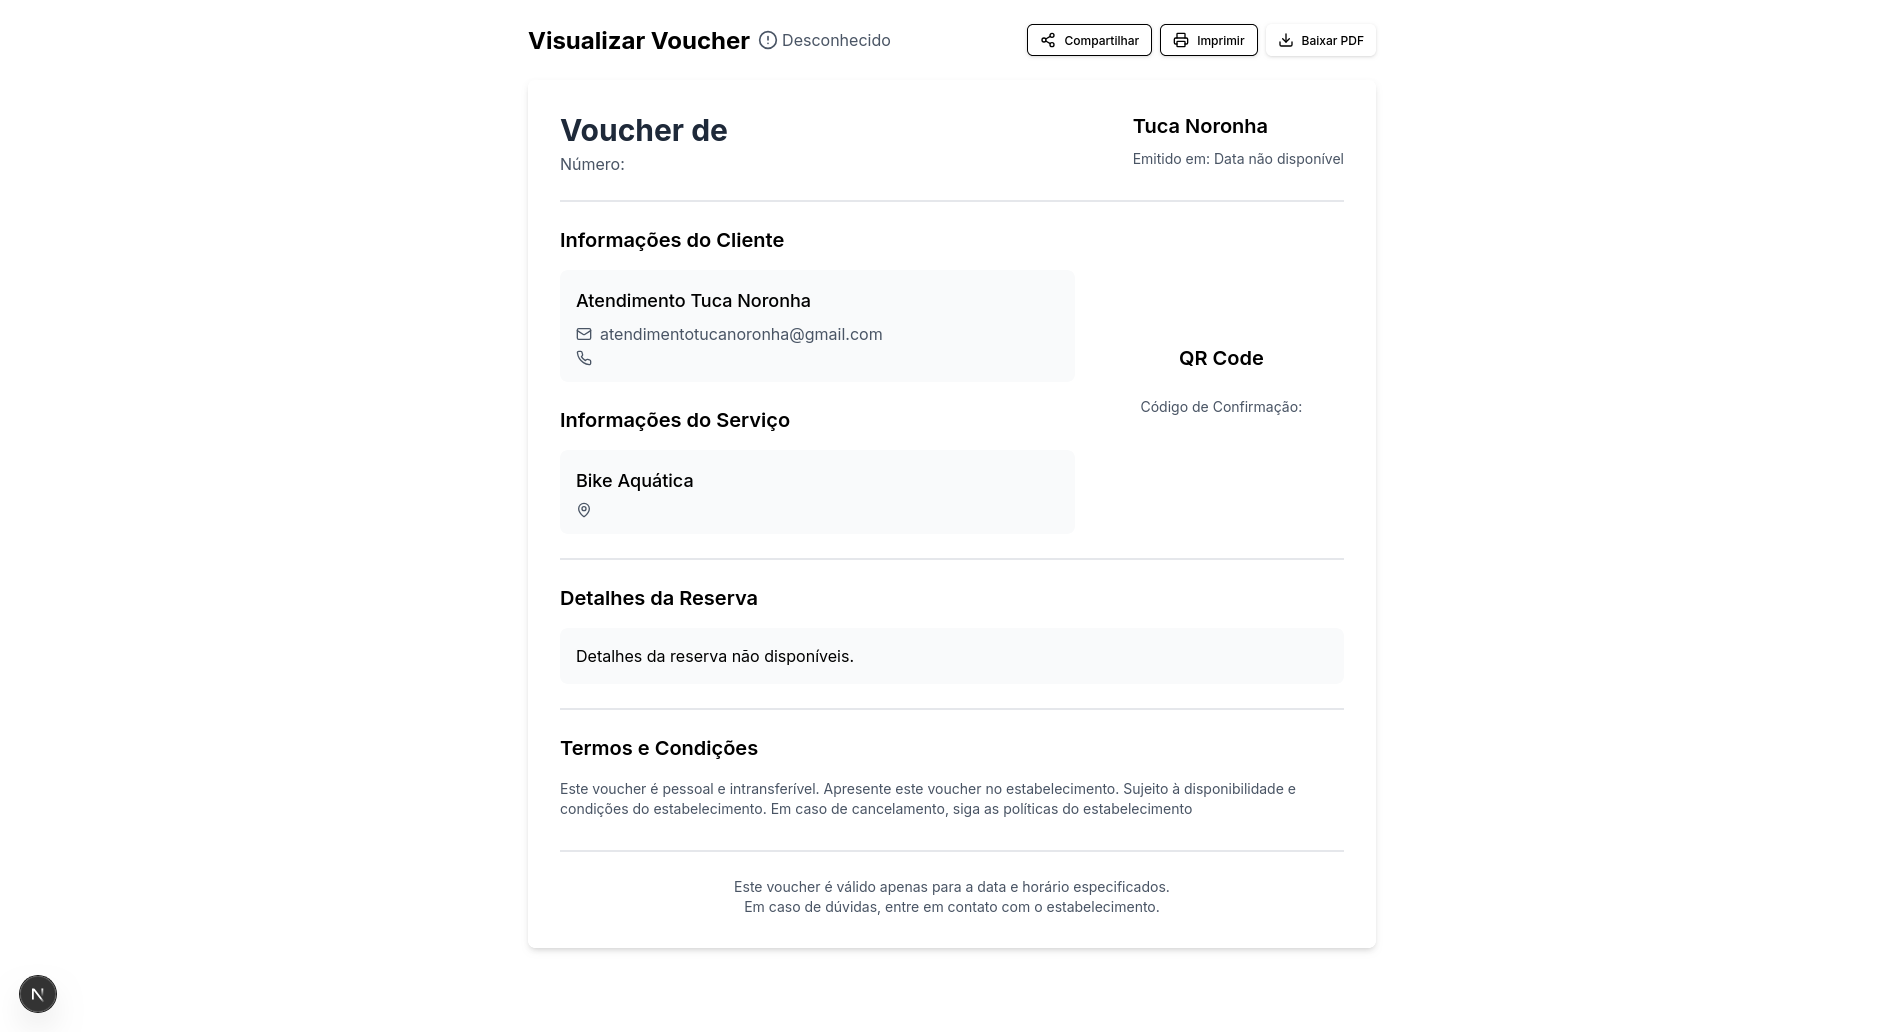 Visualizar Voucher
Desconhecido
Compartilhar
Imprimir
Baixar PDF
Voucher de
Número:
Tuca Noronha
Emitido em: Data não disponível
Informações do Cliente
Atendimento Tuca Noronha
atendimentotucanoronha@gmail.com
QR Code
Código de Confirmação:
Informações do Serviço
Bike Aquática
Detalhes da Reserva
Detalhes da reserva não disponíveis.
Termos e Condições
Este voucher é pessoal e intransferível. Apresente este voucher no estabelecimento. Sujeito à disponibilidade e
condições do estabelecimento. Em caso de cancelamento, siga as políticas do estabelecimento
Este voucher é válido apenas para a data e horário especificados.
Em caso de dúvidas, entre em contato com o estabelecimento.
N